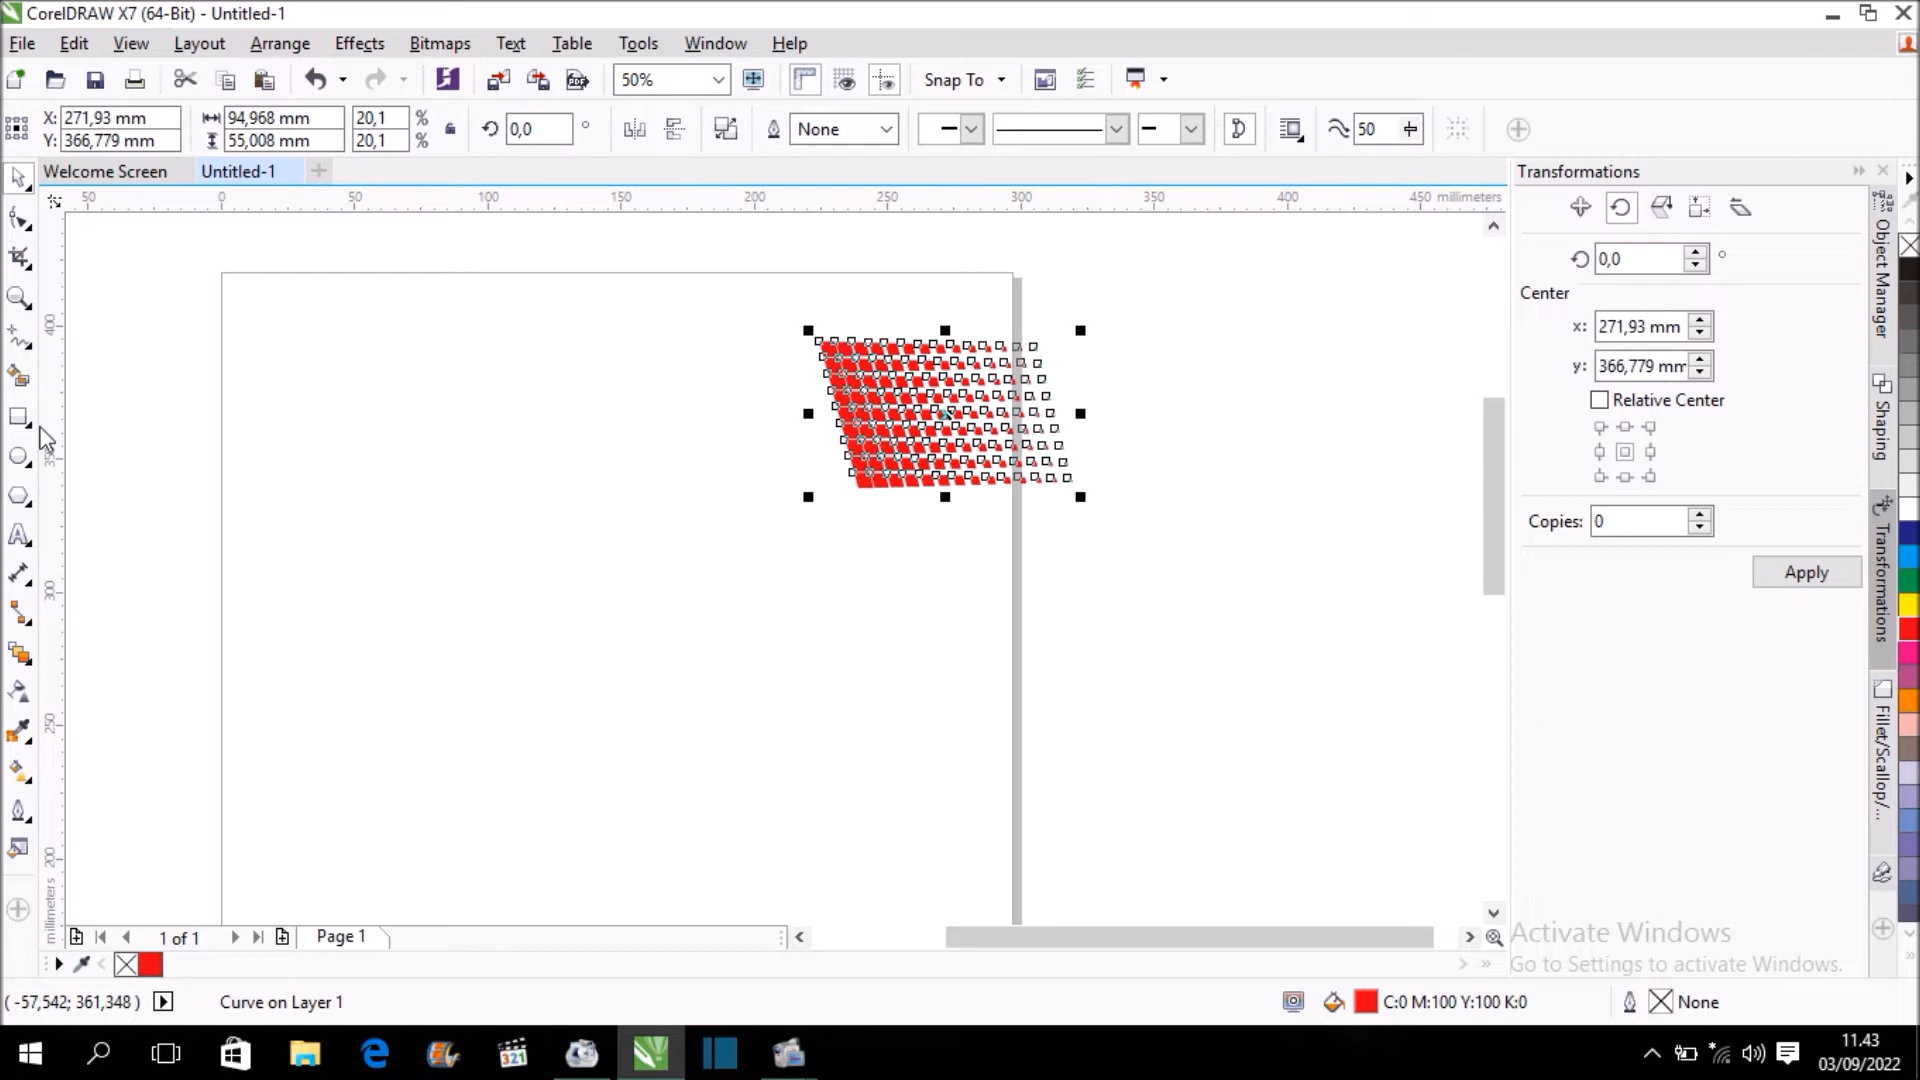 CorelDRAW X7 (64-Bit) - Untitled-1
File Edit View Layout Arrange Effects Bitmaps Text Table Tools Window Help
50% Snap To
X: 271,93 mm 94,968 mm 20,1 %
Y: 366,779 mm 55,008 mm 20,1 %
0,0 ° None 50
Welcome Screen Untitled-1
50 0 50 100 150 200 250 300 350 400 450 millimeters
400
350
300
250
200
millimeters
Transformations
0,0 °
Center
x: 271,93 mm
y: 366,779 mm
Relative Center
Copies: 0
Apply
Object Manager
Shaping
Transformations
Fillet/Scallop/...
1 of 1 Page 1
Activate Windows
Go to Settings to activate Windows.
( -57,542; 361,348 ) Curve on Layer 1 C:0 M:100 Y:100 K:0 None
321
11.43
03/09/2022